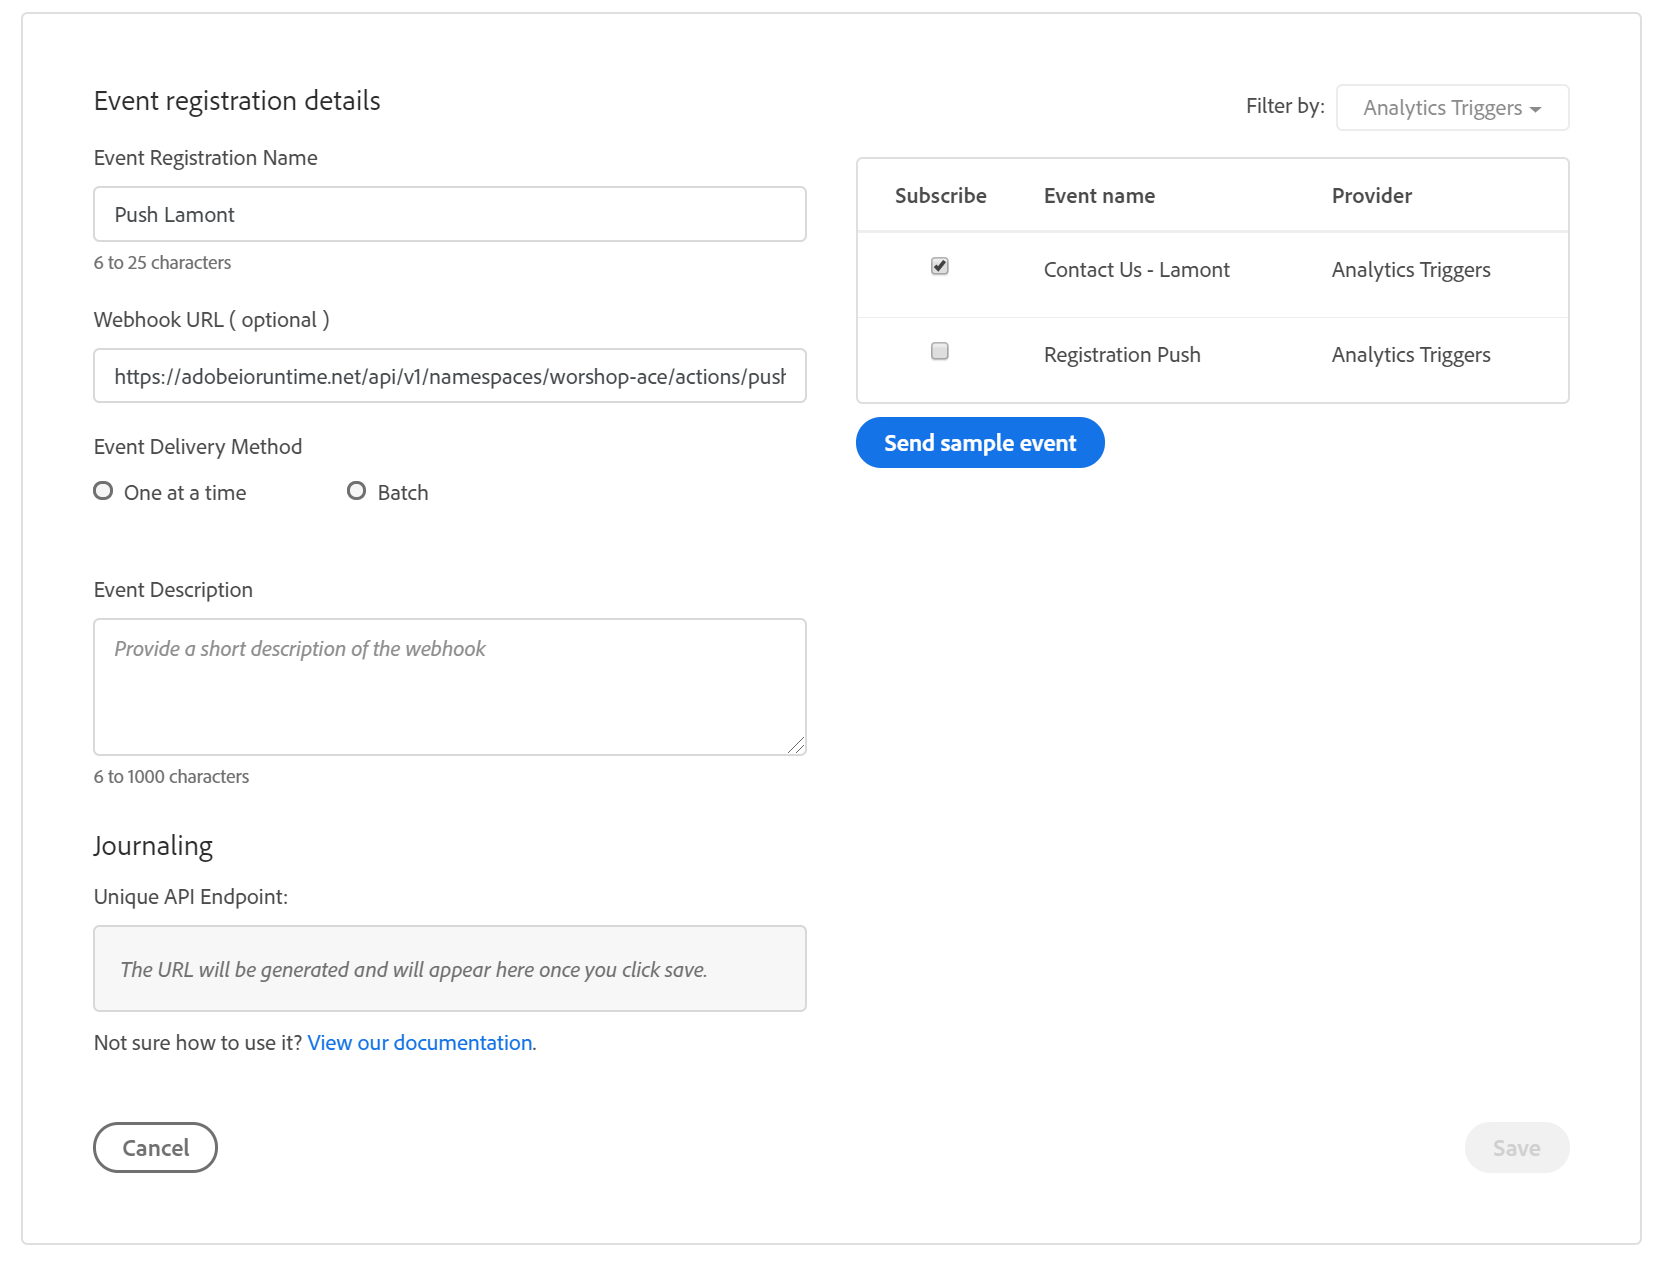 Event registration details
Event Registration Name
Push Lamont
6 to 25 characters
Webhook URL ( optional )
https://adobeioruntime.net/api/v1/namespaces/worshop-ace/actions/push
Event Delivery Method
One at a time
Batch
Event Description
Provide a short description of the webhook
6 to 1000 characters
Journaling
Unique API Endpoint:
The URL will be generated and will appear here once you click save.
Not sure how to use it? View our documentation.
Cancel
Filter by: Analytics Triggers
Subscribe Event name Provider
Contact Us - Lamont Analytics Triggers
Registration Push Analytics Triggers
Send sample event
Save